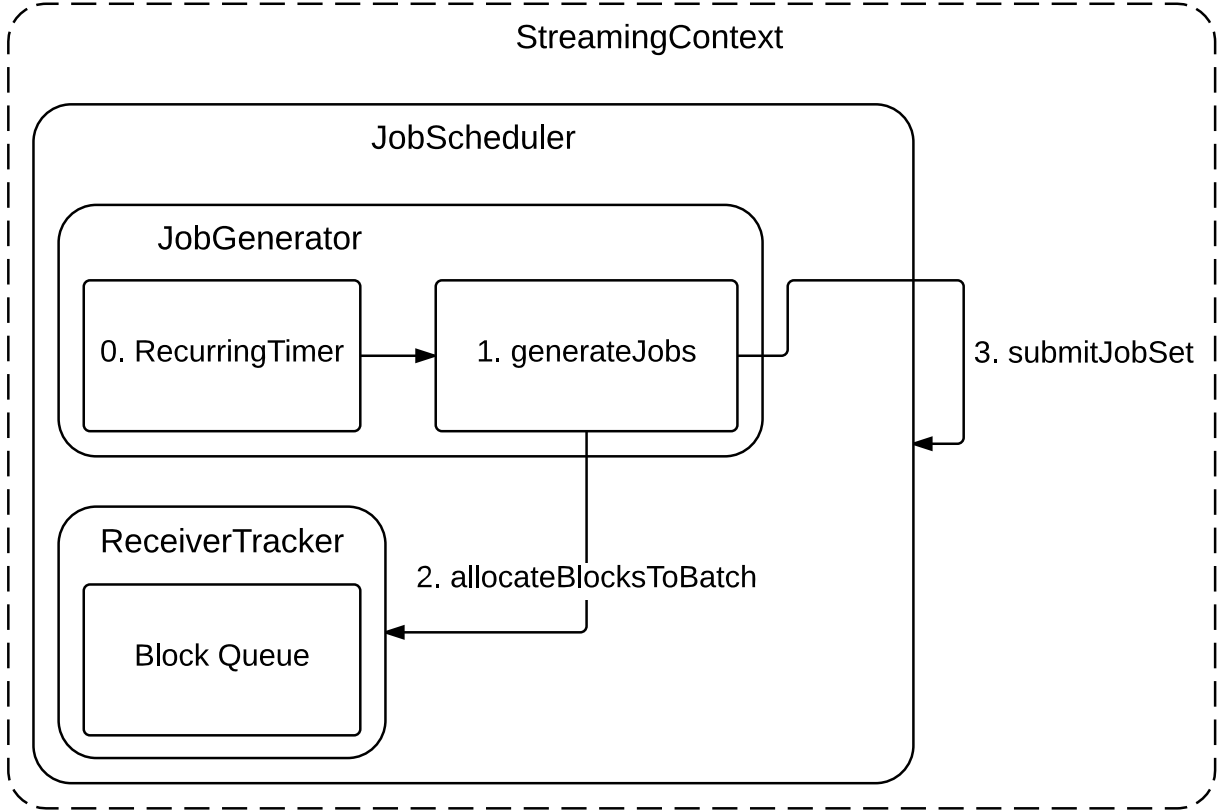 StreamingContext
JobScheduler
JobGenerator
0. RecurringTimer
1. generateJobs
3. submitJobSet
ReceiverTracker
2. allocateBlocksToBatch
Block Queue